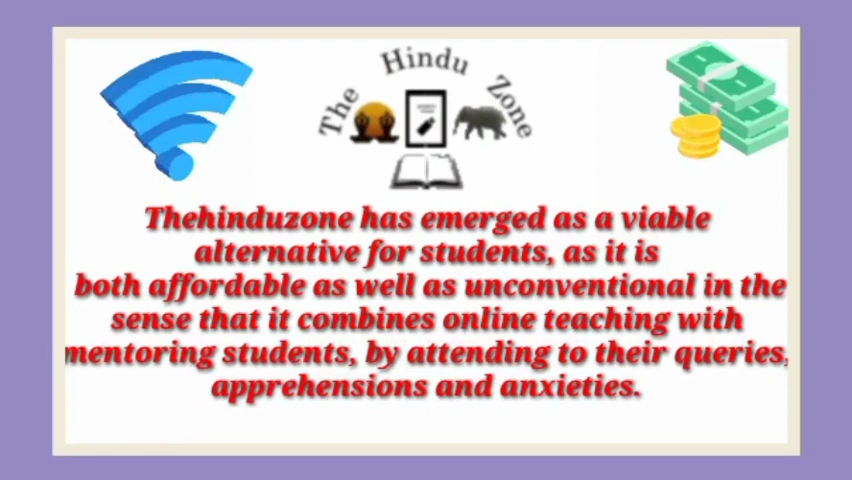 The Hindu Zone
Thehinduzone has emerged as a viable
alternative for students, as it is
both affordable as well as unconventional in the
sense that it combines online teaching with
mentoring students, by attending to their queries,
apprehensions and anxieties.